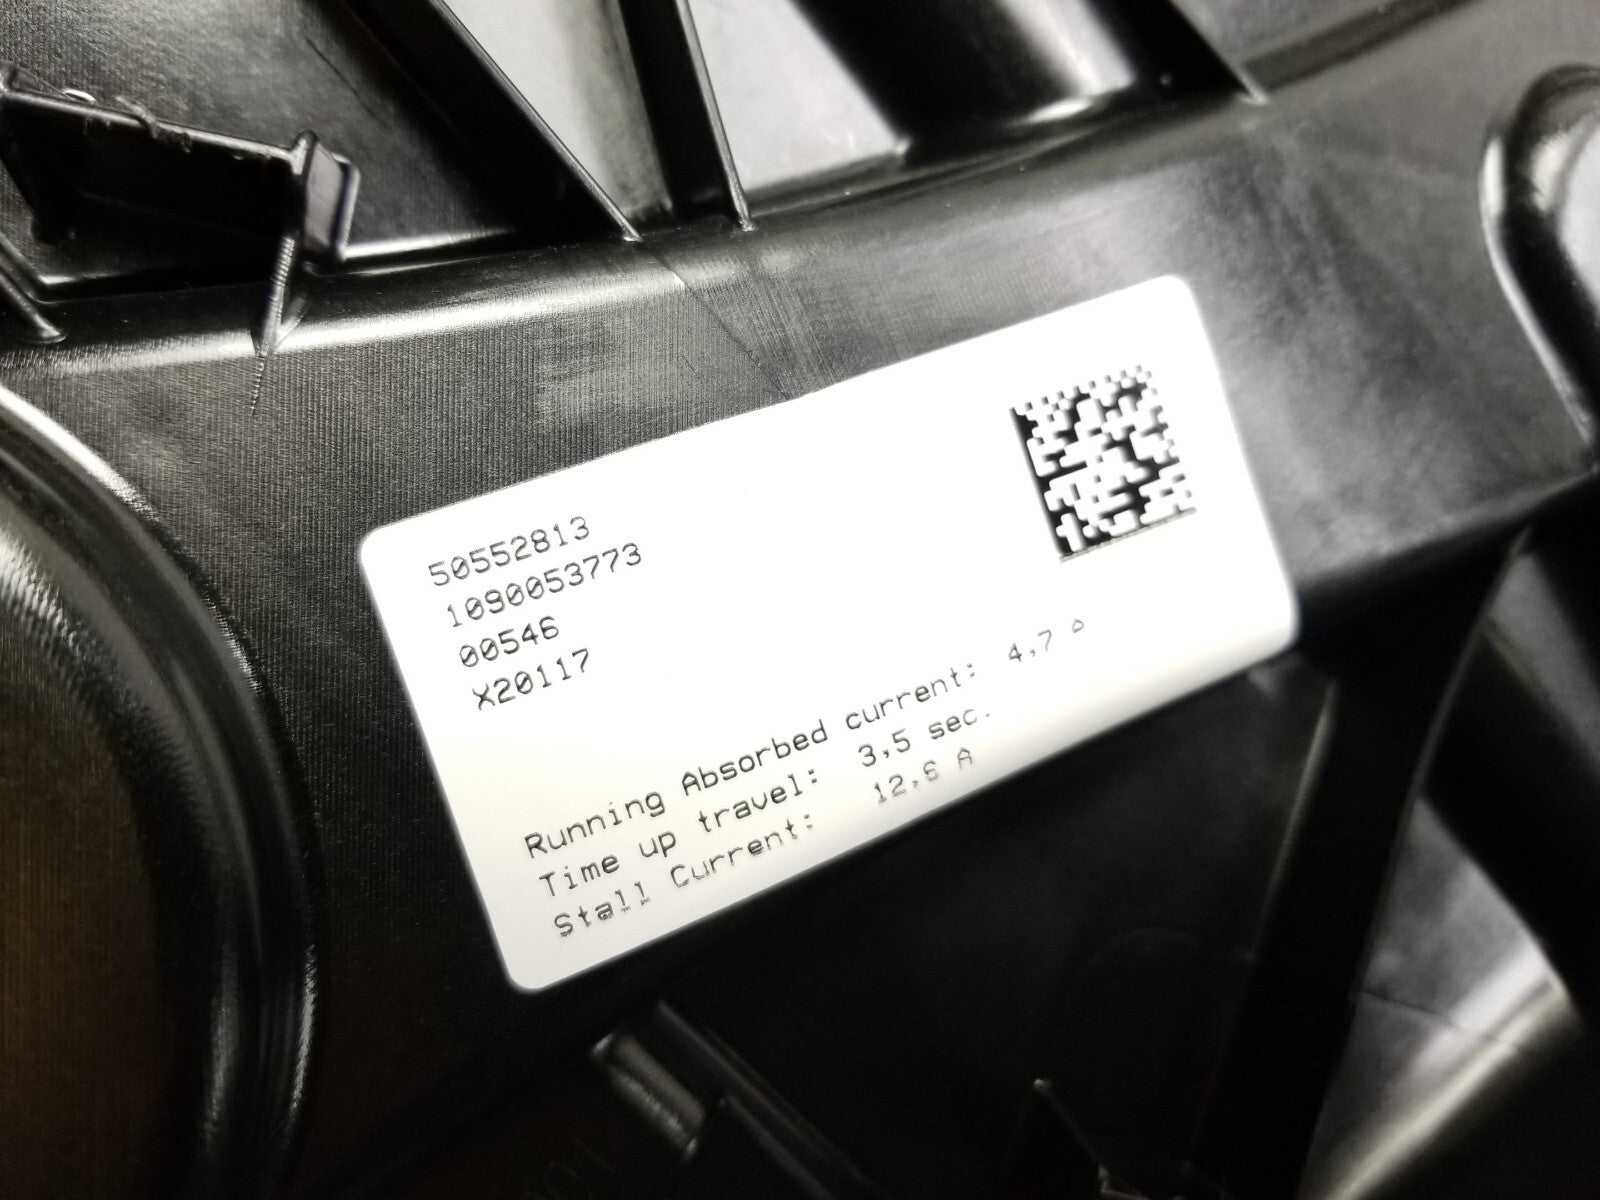 50552813
1090053773
00546
X20117
Running Absorbed current: 4,7
Time up travel: 3,5 sec.
Stall Current: 12,6 A